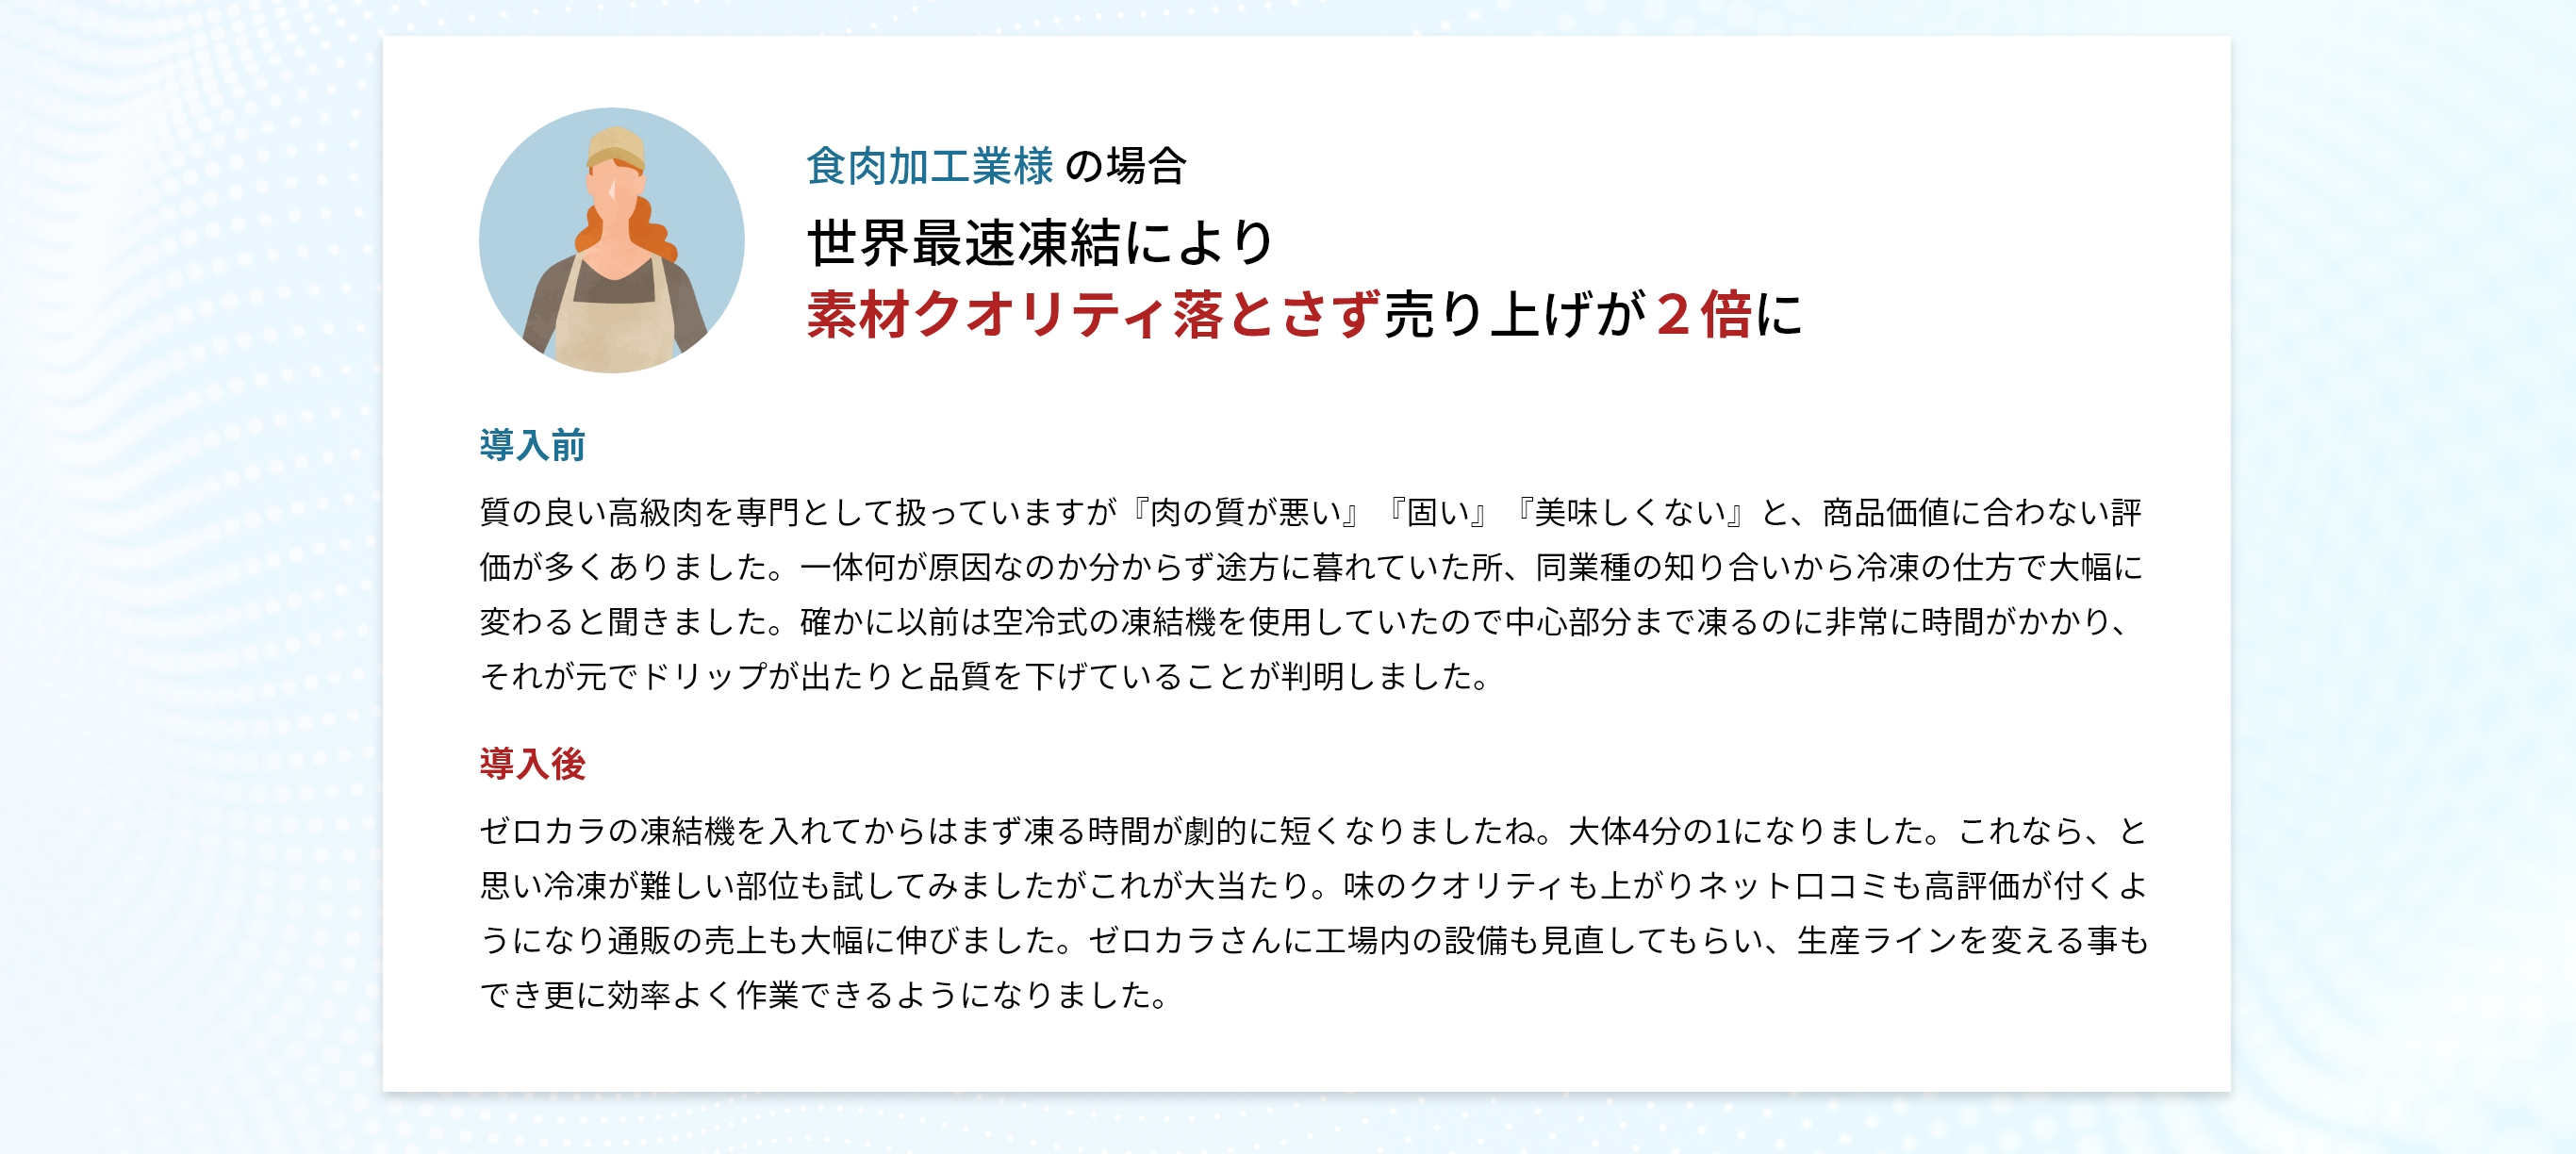 食肉加工業様 の場合
世界最速凍結により
素材クオリティ落とさず売り上げが２倍に
導入前
質の良い高級肉を専門として扱っていますが『肉の質が悪い』『固い』『美味しくない』と、商品価値に合わない評
価が多くありました。一体何が原因なのか分からず途方に暮れていた所、同業種の知り合いから冷凍の仕方で大幅に
変わると聞きました。確かに以前は空冷式の凍結機を使用していたので中心部分まで凍るのに非常に時間がかかり、
それが元でドリップが出たりと品質を下げていることが判明しました。
導入後
ゼロカラの凍結機を入れてからはまず凍る時間が劇的に短くなりましたね。大体4分の1になりました。これなら、と
思い冷凍が難しい部位も試してみましたがこれが大当たり。味のクオリティも上がりネット口コミも高評価が付くよ
うになり通販の売上も大幅に伸びました。ゼロカラさんに工場内の設備も見直してもらい、生産ラインを変える事も
でき更に効率よく作業できるようになりました。